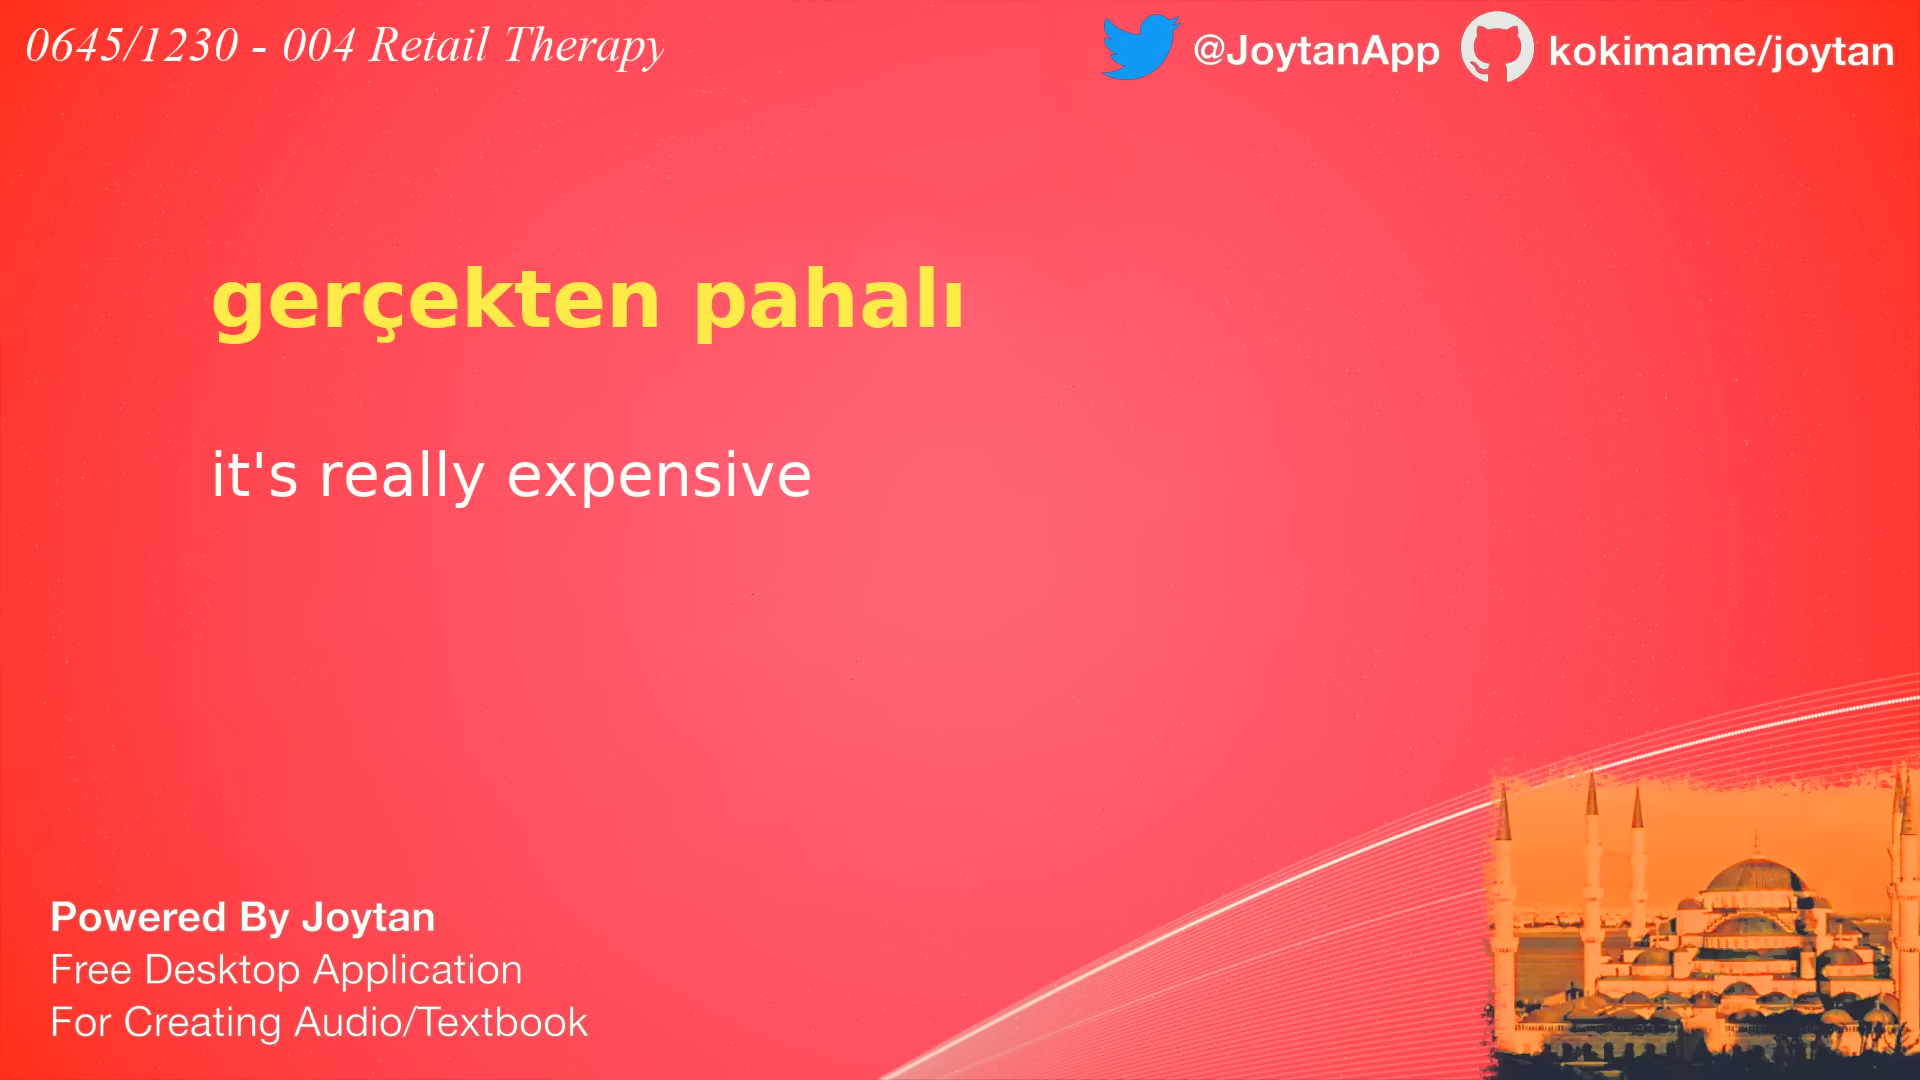 0645/1230 - 004 Retail Therapy
@JoytanApp
kokimame/joytan
gerçekten pahalı
it's really expensive
Powered By Joytan
Free Desktop Application
For Creating Audio/Textbook